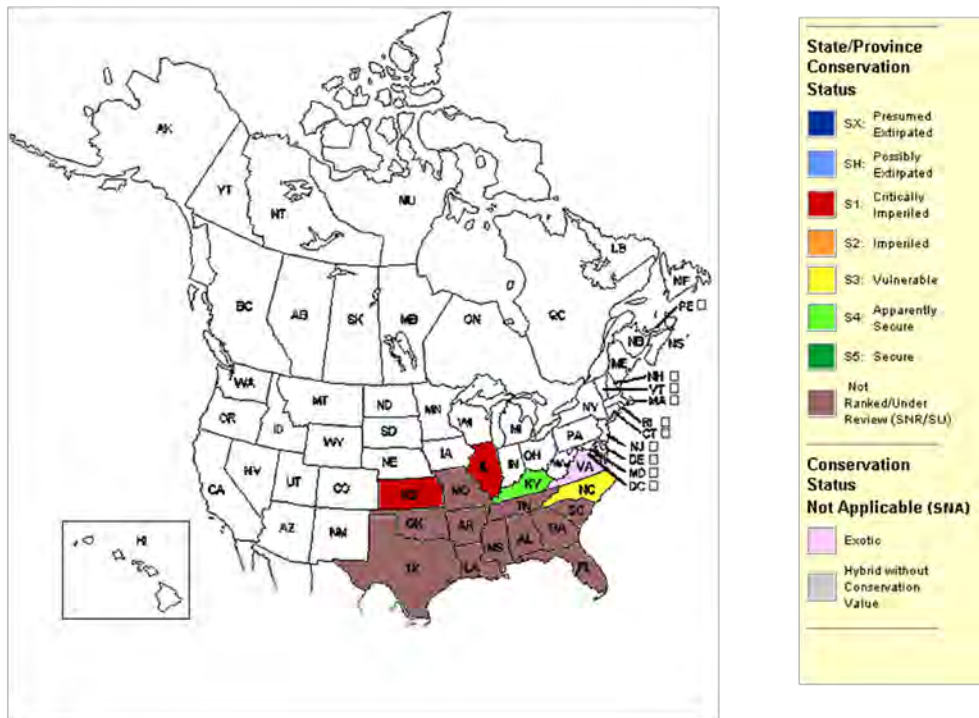 AK
YT
NT
NU
BC
AB
SK
MB
ON
QC
LB
NF
PE
NB
NS
ME
NH
VT
MA
RI
CT
NJ
DE
MD
DC
WA
OR
CA
NV
ID
MT
WY
UT
CO
AZ
NM
ND
SD
NE
KS
OK
TX
MN
IA
MO
AR
LA
WI
IL
MI
IN
OH
KY
TN
MS
AL
GA
FL
SC
NC
VA
WV
PA
NY
HI
State/Province
Conservation
Status
SX: Presumed
Extirpated
SH: Possibly
Extirpated
S1: Critically
Imperiled
S2: Imperiled
S3: Vulnerable
S4: Apparently
Secure
S5: Secure
Not
Ranked/Under
Review (SNR/SU)
Conservation
Status
Not Applicable (SNA)
Exotic
Hybrid without
Conservation
Value